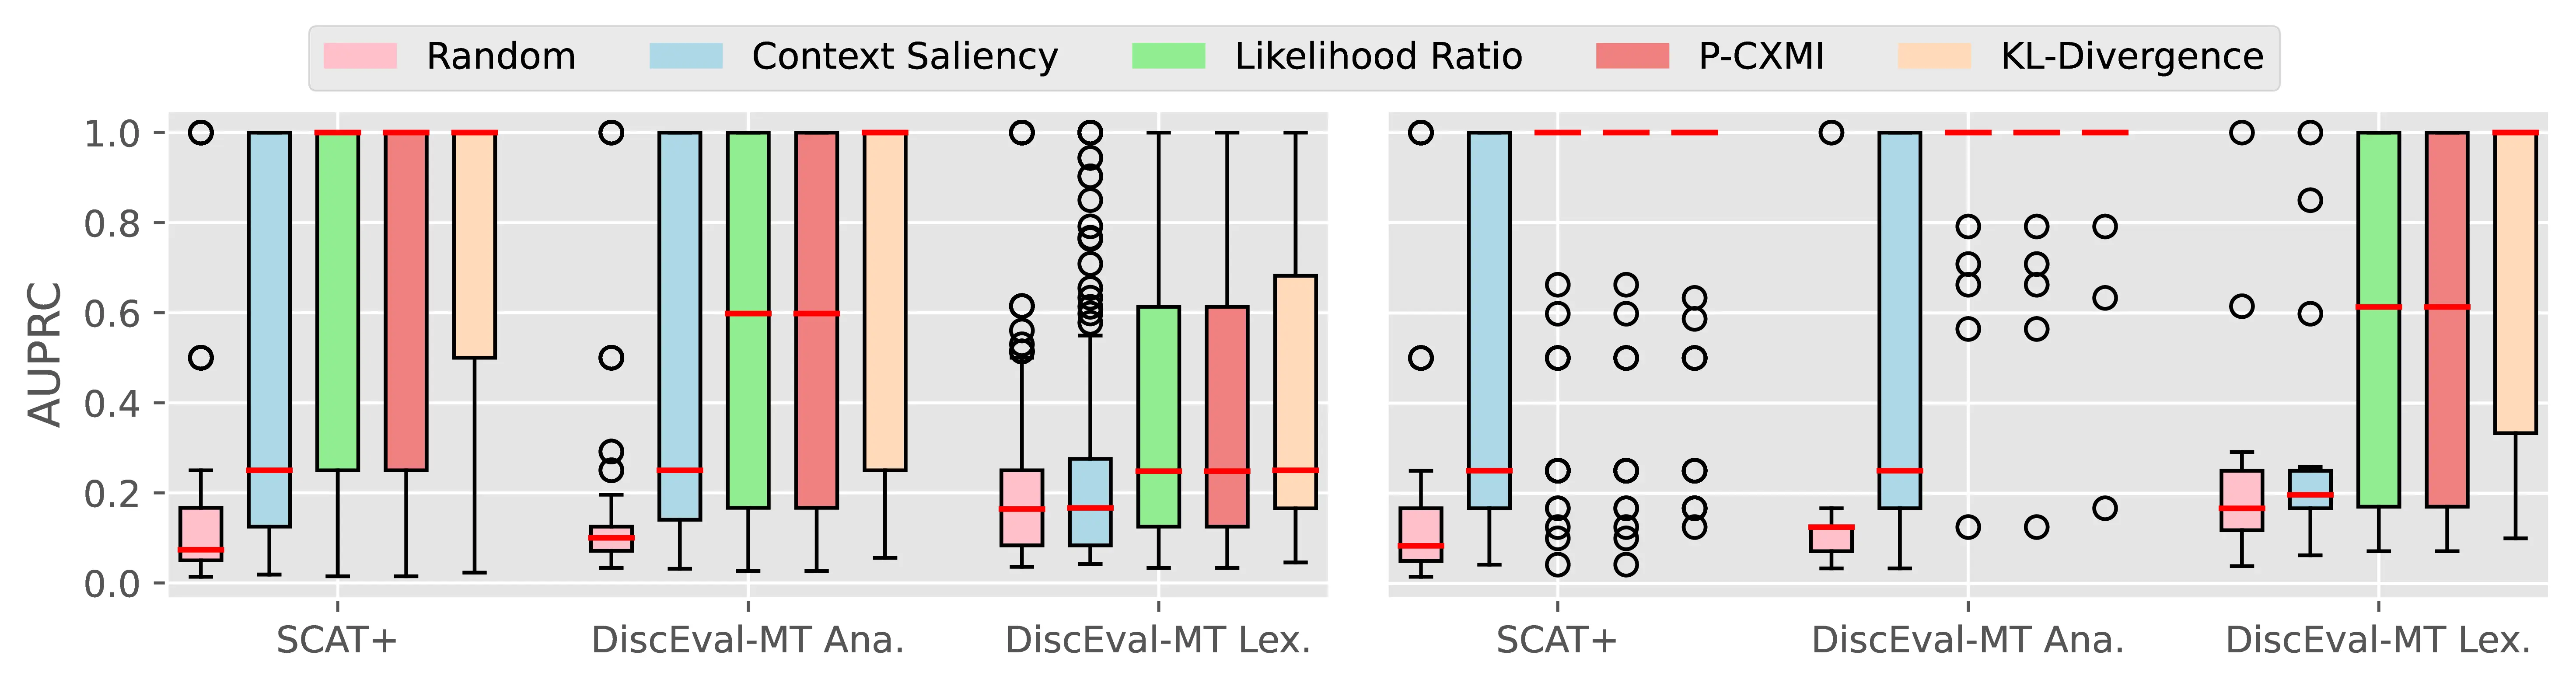 Random Context Saliency Likelihood Ratio P-CXMI KL-Divergence
1.0
0.8
0.6
0.4
0.2
0.0
AUPRC
SCAT+ DiscEval-MT Ana. DiscEval-MT Lex. SCAT+ DiscEval-MT Ana. DiscEval-MT Lex.